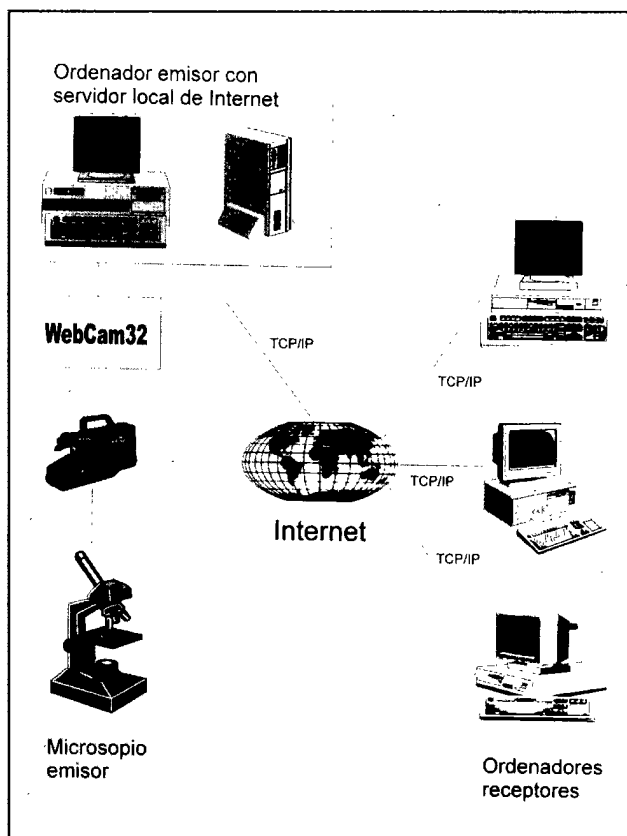 Ordenador emisor con
servidor local de Internet
WebCam32
TCP/IP
TCP/IP
TCP/IP
Internet
TCP/IP
Microsopio
emisor
Ordenadores
receptores